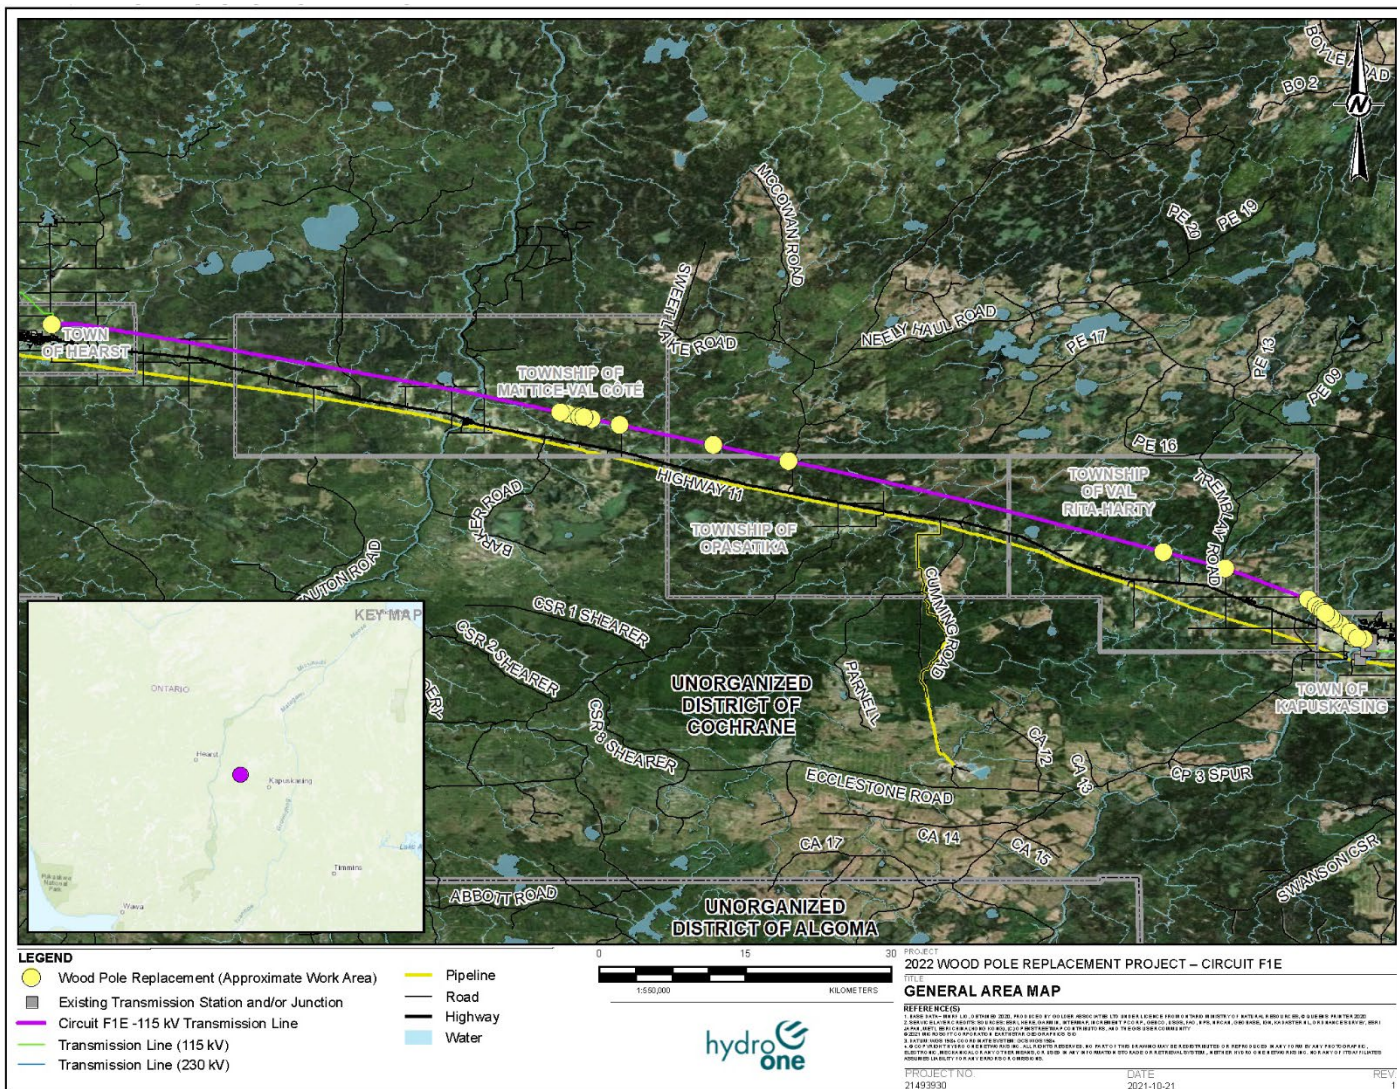 BOYLE ROAD
BO 2
N
MCCOWAN ROAD
PE 20
PE 19
SWEET LAKE ROAD
NEELY HAUL ROAD
PE 17
PE 13
PE 09
TOWN
OF HEARST
TOWNSHIP OF
MATTICE-VAL CÔTÉ
PE 16
HIGHWAY 11
TOWNSHIP
OF VAL
RITA-HARTY
TREMBLAY ROAD
BARKER ROAD
TOWNSHIP OF
OPASATIKA
CUMMING ROAD
CSR 1 SHEARER
CSR 2 SHEARER
CSR 8 SHEARER
UNORGANIZED
DISTRICT OF
COCHRANE
PARNELL
TOWN OF
KAPUSKASING
CA 12
CA 13
CP 3 SPUR
ECCLESTONE ROAD
CA 17
CA 14
CA 15
SWANSON CSR
ABBOTT ROAD
UNORGANIZED
DISTRICT OF ALGOMA
KEY MAP
ONTARIO
Hearst
Kapuskasing
Timmins
Wawa
LEGEND
Wood Pole Replacement (Approximate Work Area)
Existing Transmission Station and/or Junction
Circuit F1E -115 kV Transmission Line
Transmission Line (115 kV)
Transmission Line (230 kV)
Pipeline
Road
Highway
Water
0 15 30
1:550,000 KILOMETERS
hydro
one
PROJECT
2022 WOOD POLE REPLACEMENT PROJECT – CIRCUIT F1E
TITLE
GENERAL AREA MAP
REFERENCE(S)
PROJECT NO.
21493930
DATE
2021-10-21
REV.
1